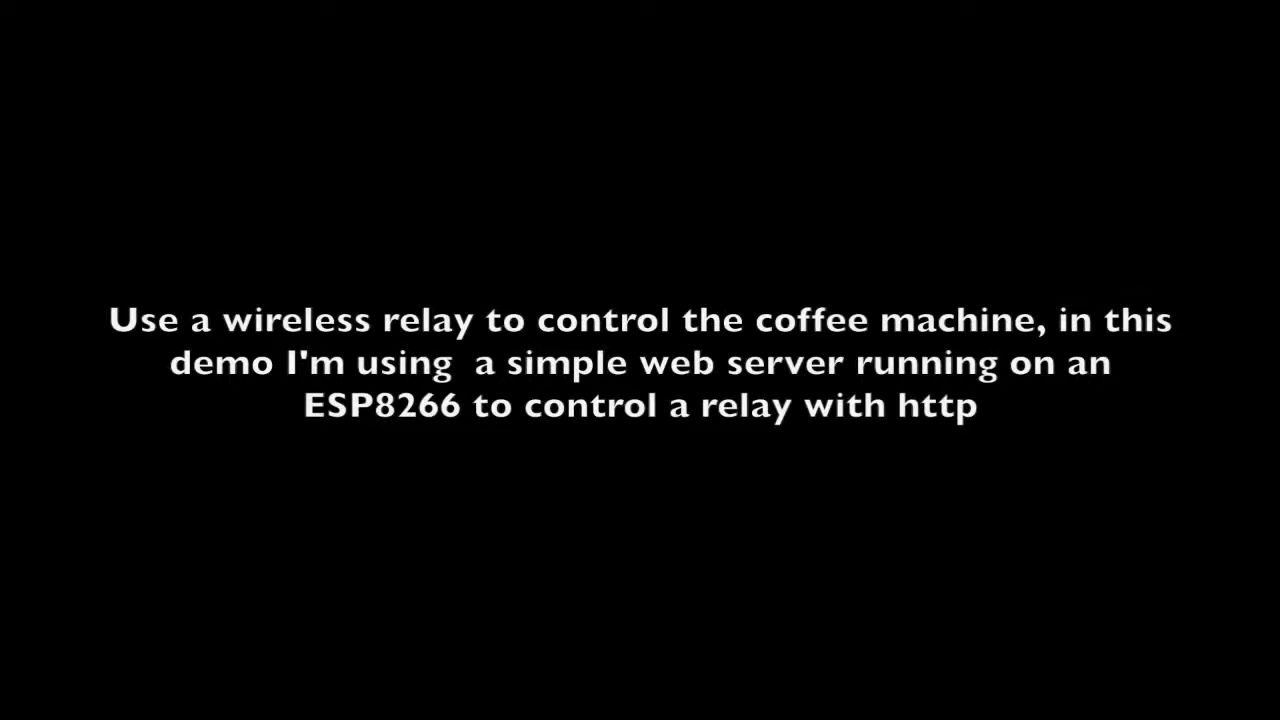 Use a wireless relay to control the coffee machine, in this
demo I'm using  a simple web server running on an
ESP8266 to control a relay with http